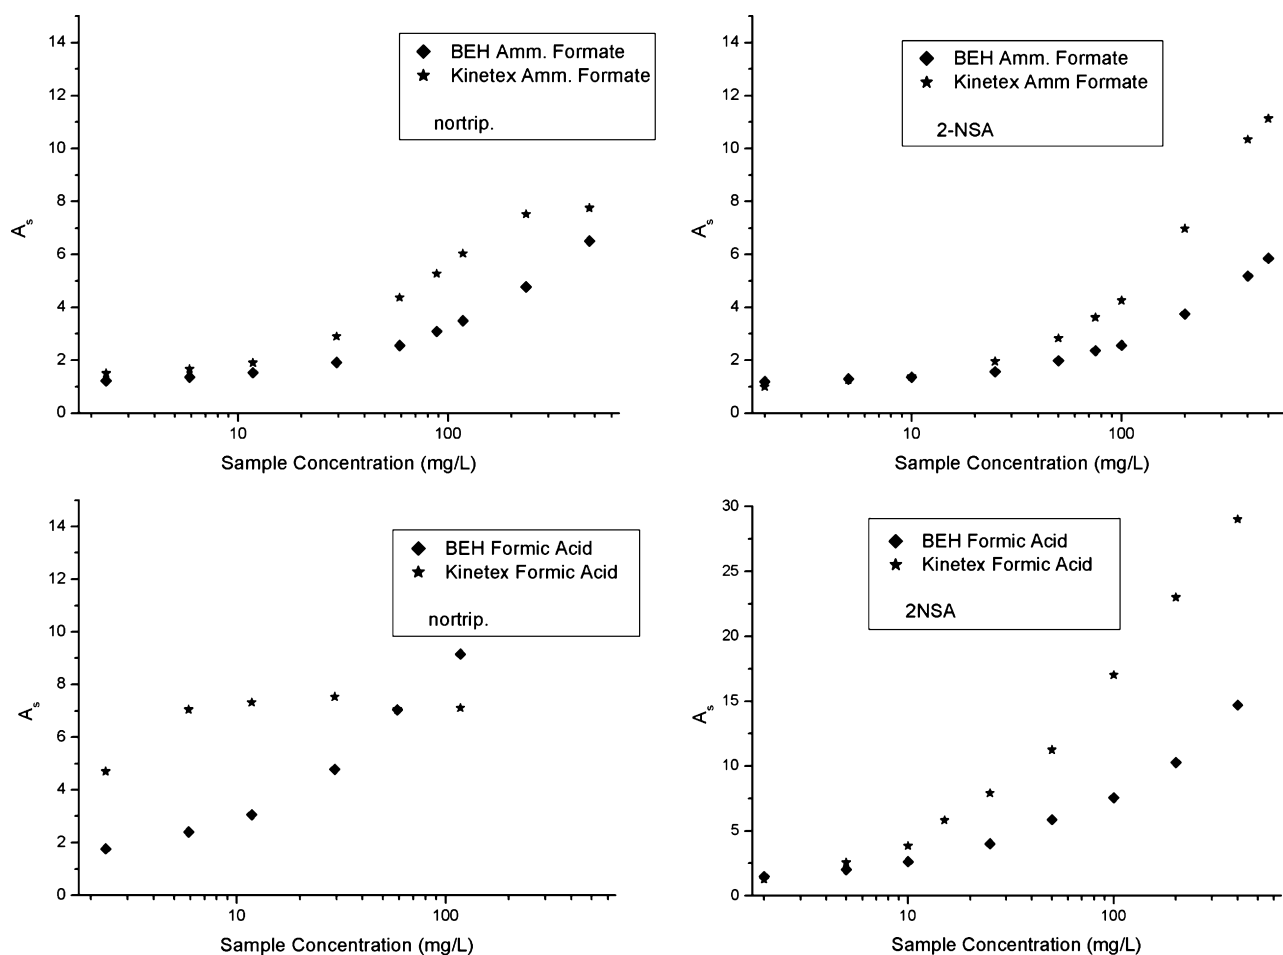 14
12
10
8
6
4
2
0
A_s
10
100
Sample Concentration (mg/L)
BEH Amm. Formate
Kinetex Amm. Formate
nortrip.
14
12
10
8
6
4
2
0
A_s
10
100
Sample Concentration (mg/L)
BEH Amm. Formate
Kinetex Amm Formate
2-NSA
14
12
10
8
6
4
2
0
A_s
10
100
Sample Concentration (mg/L)
BEH Formic Acid
Kinetex Formic Acid
nortrip.
30
25
20
15
10
5
0
A_s
10
100
Sample Concentration (mg/L)
BEH Formic Acid
Kinetex Formic Acid
2NSA